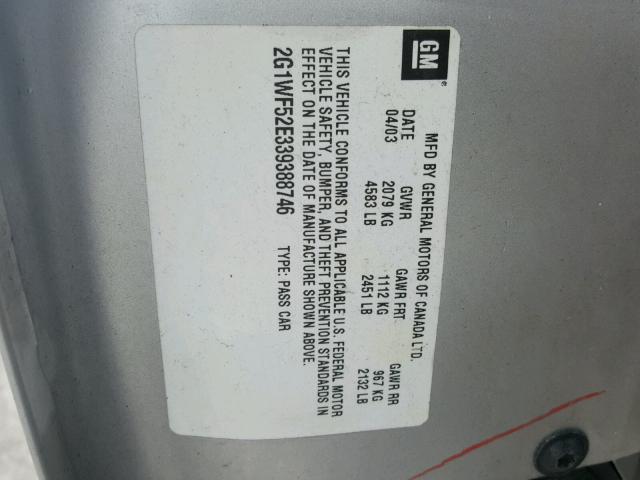 GM
®
MFD BY GENERAL MOTORS OF CANADA LTD.
DATE GVWR GAWR FRT GAWR RR
04/03 2079 KG 1112 KG 967 KG
4583 LB 2451 LB 2132 LB
THIS VEHICLE CONFORMS TO ALL APPLICABLE U.S. FEDERAL MOTOR
VEHICLE SAFETY, BUMPER, AND THEFT PREVENTION STANDARDS IN
EFFECT ON THE DATE OF MANUFACTURE SHOWN ABOVE.
2G1WF52E339388746 TYPE: PASS CAR